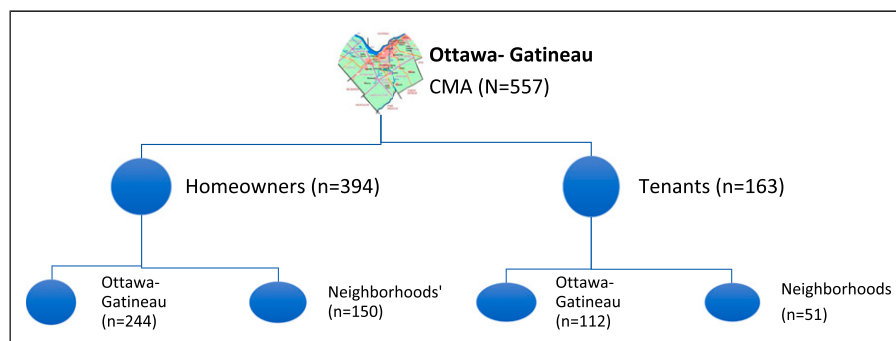 Ottawa- Gatineau
CMA (N=557)
Homeowners (n=394)
Tenants (n=163)
Ottawa-
Gatineau
(n=244)
Neighborhoods'
(n=150)
Ottawa-
Gatineau
(n=112)
Neighborhoods
(n=51)